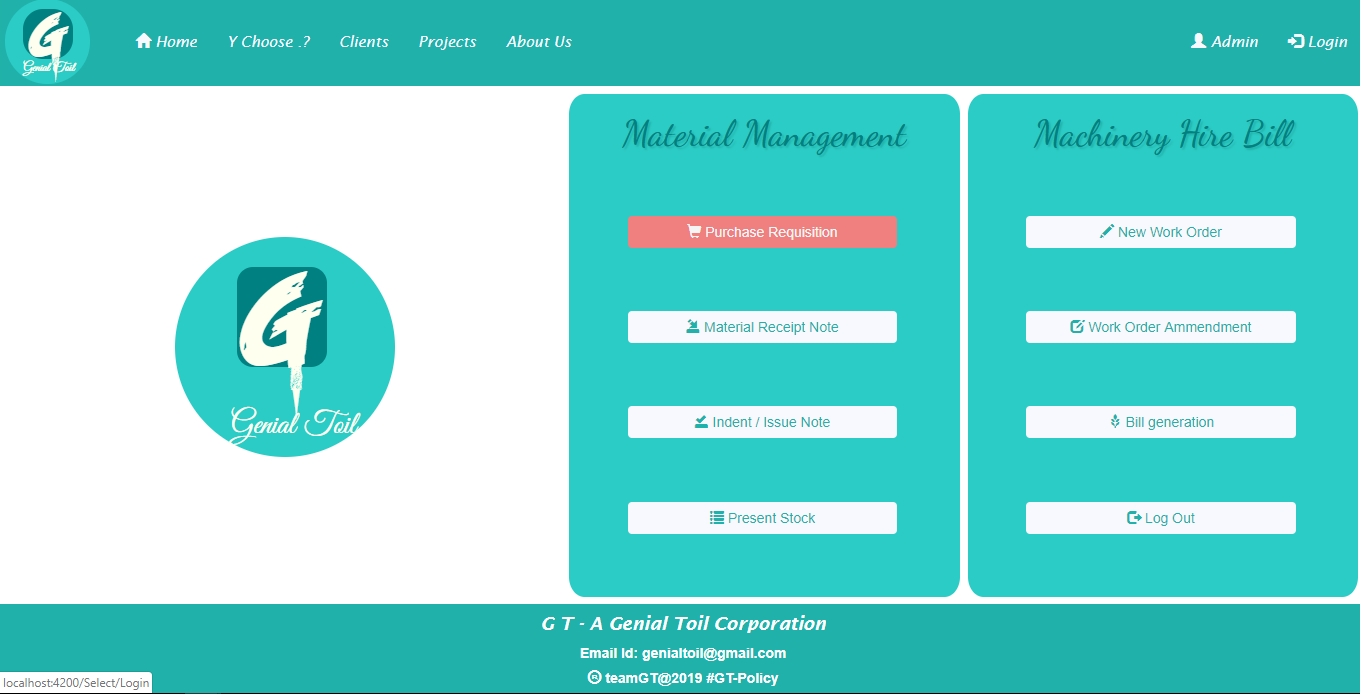 Genial Toil
Home
Y Choose .?
Clients
Projects
About Us
Admin
Login
Material Management
Purchase Requisition
Material Receipt Note
Indent / Issue Note
Present Stock
Machinery Hire Bill
New Work Order
Work Order Ammendment
Bill generation
Log Out
GT
Genial Toil
G T - A Genial Toil Corporation
Email Id: genialtoil@gmail.com
teamGT@2019 #GT-Policy
localhost:4200/Select/Login